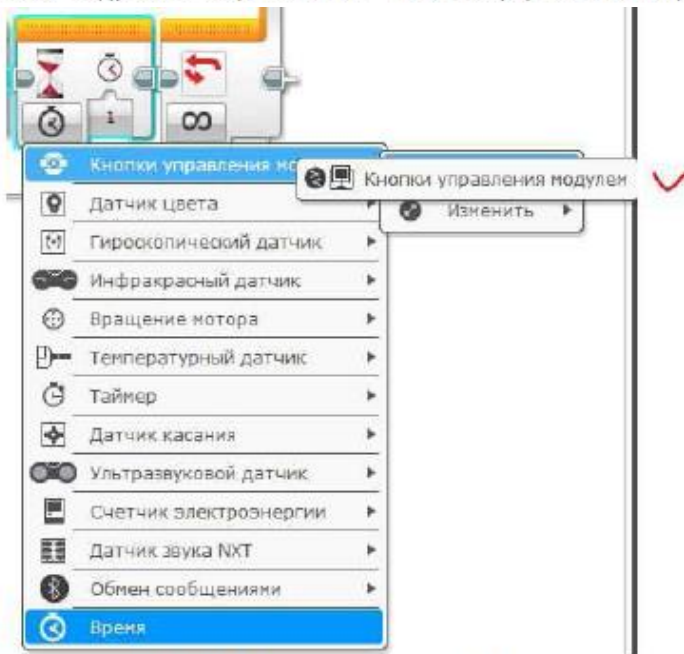 1
∞
Кнопки управления мо
Кнопки управления модулем
Датчик цвета
Изменить
Гироскопический датчик
Инфракрасный датчик
Вращение мотора
Температурный датчик
Таймер
Датчик касания
Ультразвуковой датчик
Счетчик электроэнергии
Датчик звука NXT
Обмен сообщениями
Время